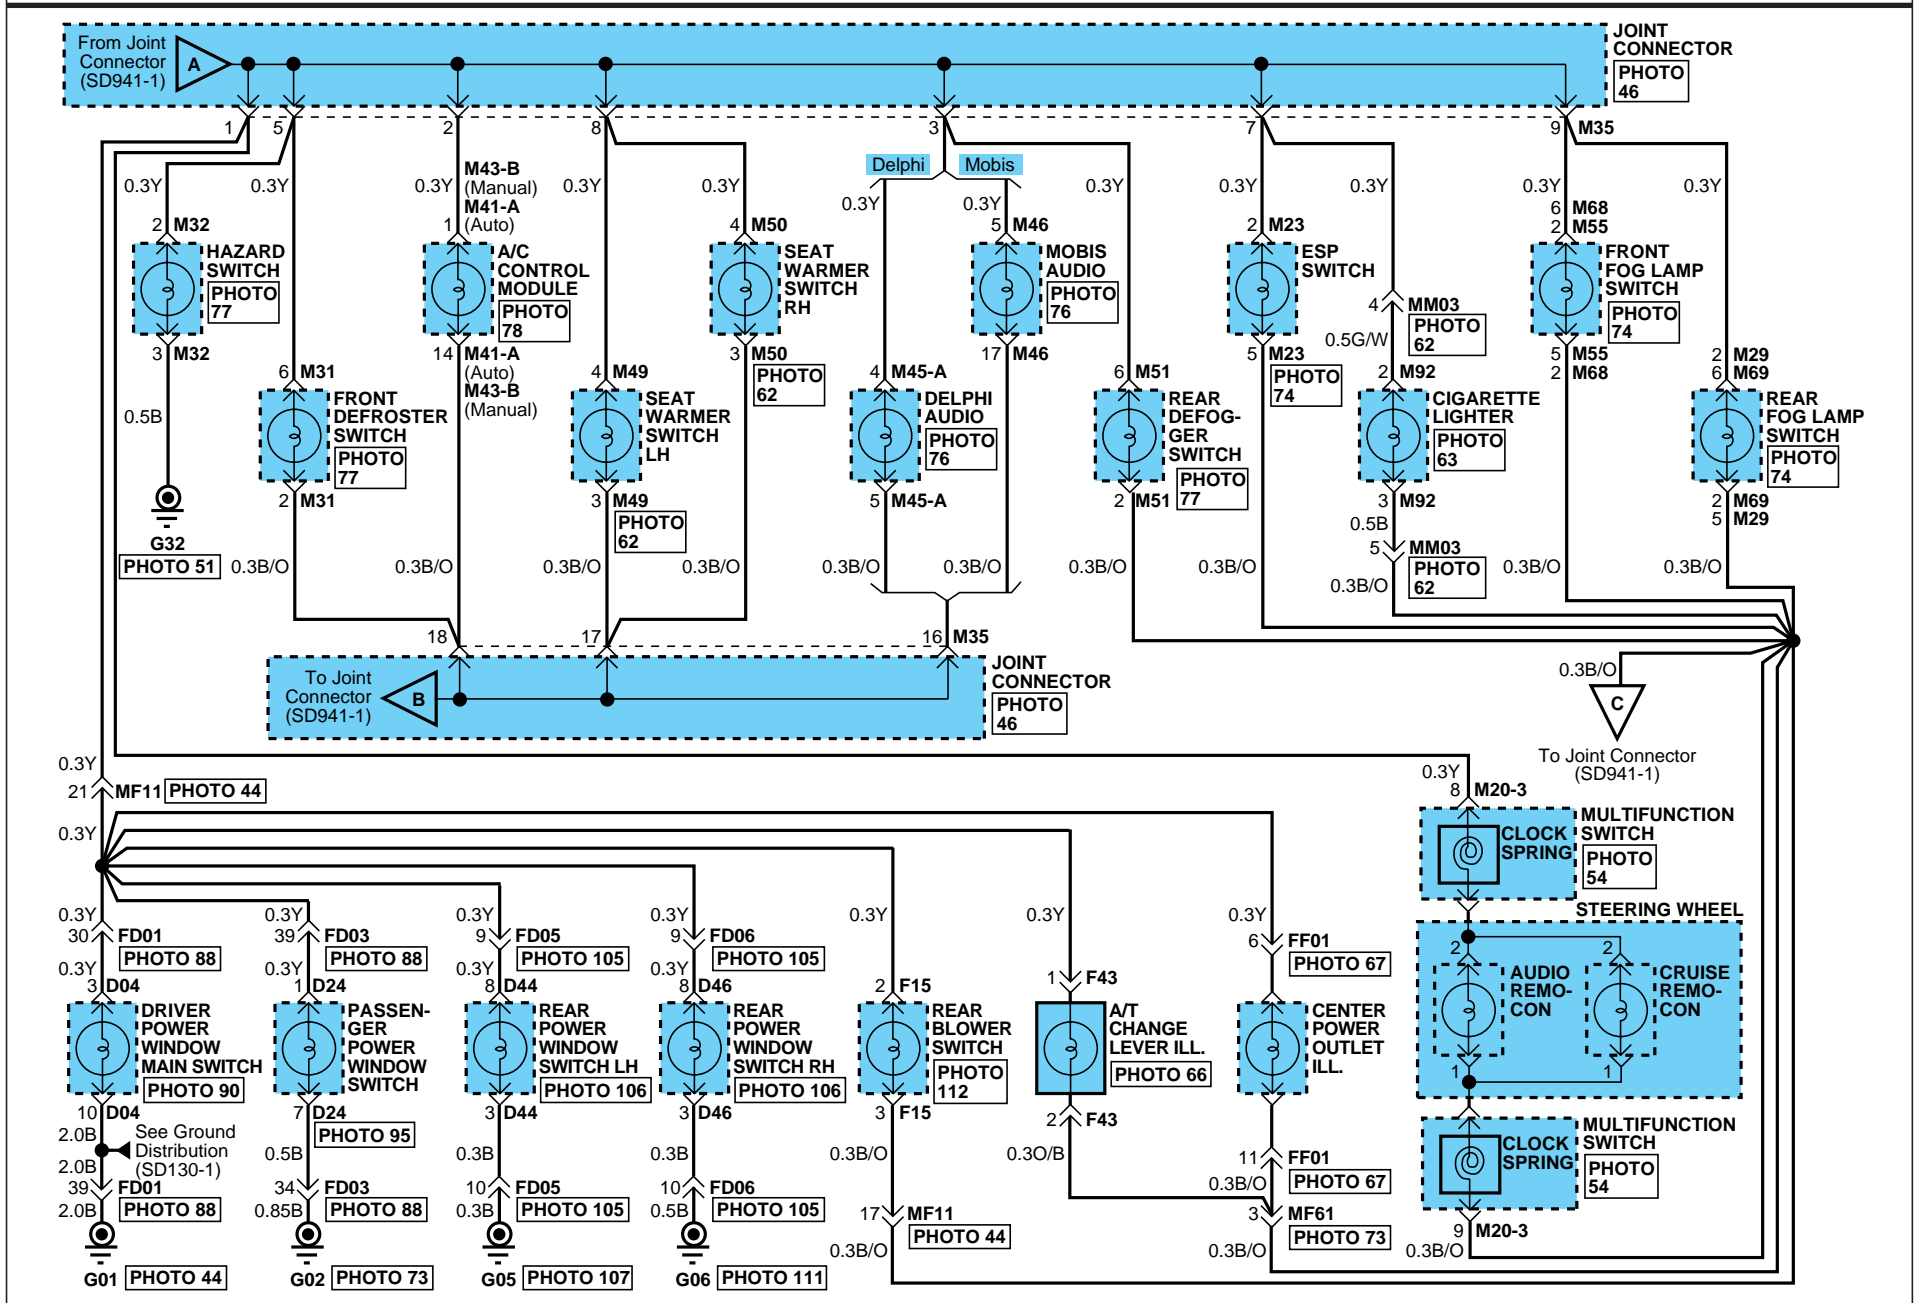 From Joint
Connector
(SD941-1)
A
JOINT
CONNECTOR
PHOTO
46
1
5
2
8
3
7
9
M35
Delphi
Mobis
0.3Y
0.3Y
0.3Y
M43-B
(Manual)
M41-A
(Auto)
0.3Y
0.3Y
0.3Y
0.3Y
0.3Y
0.3Y
0.3Y
0.3Y
0.3Y
2 M32
HAZARD
SWITCH
PHOTO
77
3 M32
0.5B
G32
PHOTO 51
6 M31
FRONT
DEFROSTER
SWITCH
PHOTO
77
2 M31
0.3B/O
1
A/C
CONTROL
MODULE
PHOTO
78
14 M41-A
(Auto)
M43-B
(Manual)
0.3B/O
4 M49
SEAT
WARMER
SWITCH
LH
3 M49
PHOTO
62
0.3B/O
4 M50
SEAT
WARMER
SWITCH
RH
3 M50
PHOTO
62
0.3B/O
4 M45-A
DELPHI
AUDIO
PHOTO
76
5 M45-A
0.3B/O
5 M46
MOBIS
AUDIO
PHOTO
76
17 M46
0.3B/O
6 M51
REAR
DEFOG-
GER
SWITCH
PHOTO
77
2 M51
0.3B/O
2 M23
ESP
SWITCH
5 M23
PHOTO
74
0.3B/O
4 MM03
PHOTO
62
0.5G/W
2 M92
CIGARETTE
LIGHTER
PHOTO
63
3 M92
0.5B
5 MM03
PHOTO
62
0.3B/O
6 M68
2 M55
FRONT
FOG LAMP
SWITCH
PHOTO
74
5 M55
2 M68
0.3B/O
2 M29
6 M69
REAR
FOG LAMP
SWITCH
PHOTO
74
2 M69
5 M29
0.3B/O
18
17
16
M35
To Joint
Connector
(SD941-1)
B
JOINT
CONNECTOR
PHOTO
46
0.3B/O
C
To Joint Connector
(SD941-1)
0.3Y
21 MF11 PHOTO 44
0.3Y
0.3Y
8 M20-3
MULTIFUNCTION
SWITCH
PHOTO
54
CLOCK
SPRING
STEERING WHEEL
2
2
AUDIO
REMO-
CON
CRUISE
REMO-
CON
1
1
CLOCK
SPRING
MULTIFUNCTION
SWITCH
PHOTO
54
9 M20-3
0.3B/O
0.3Y
30 FD01
PHOTO 88
0.3Y
3 D04
DRIVER
POWER
WINDOW
MAIN SWITCH
PHOTO 90
10 D04
2.0B
See Ground
Distribution
(SD130-1)
2.0B
39 FD01
PHOTO 88
2.0B
G01 PHOTO 44
0.3Y
39 FD03
PHOTO 88
0.3Y
1 D24
PASSEN-
GER
POWER
WINDOW
SWITCH
7 D24
PHOTO 95
0.5B
34 FD03
PHOTO 88
0.85B
G02 PHOTO 73
0.3Y
9 FD05
PHOTO 105
0.3Y
8 D44
REAR
POWER
WINDOW
SWITCH LH
PHOTO 106
3 D44
0.3B
10 FD05
PHOTO 105
0.3B
G05 PHOTO 107
0.3Y
9 FD06
PHOTO 105
0.3Y
8 D46
REAR
POWER
WINDOW
SWITCH RH
PHOTO 106
3 D46
0.3B
10 FD06
PHOTO 105
0.5B
G06 PHOTO 111
0.3Y
2 F15
REAR
BLOWER
SWITCH
PHOTO
112
3 F15
0.3B/O
17 MF11
PHOTO 44
0.3B/O
0.3Y
1 F43
A/T
CHANGE
LEVER ILL.
PHOTO 66
2 F43
0.3O/B
0.3Y
6 FF01
PHOTO 67
CENTER
POWER
OUTLET
ILL.
11 FF01
PHOTO 67
0.3B/O
3 MF61
PHOTO 73
0.3B/O